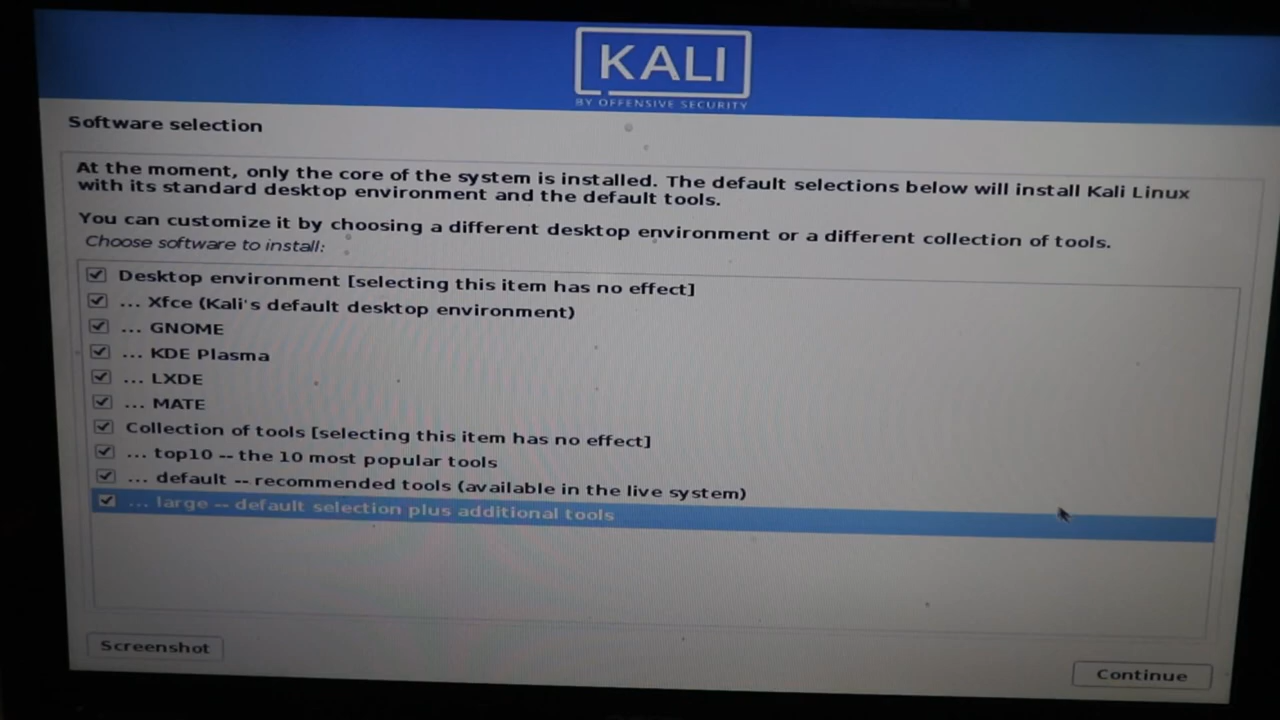 KALI
BY OFFENSIVE SECURITY
Software selection
At the moment, only the core of the system is installed. The default selections below will install Kali Linux
with its standard desktop environment and the default tools.
You can customize it by choosing a different desktop environment or a different collection of tools.
Choose software to install:
Desktop environment [selecting this item has no effect]
... Xfce (Kali's default desktop environment)
... GNOME
... KDE Plasma
... LXDE
... MATE
Collection of tools [selecting this item has no effect]
... top10 -- the 10 most popular tools
... default -- recommended tools (available in the live system)
... large -- default selection plus additional tools
Screenshot
Continue